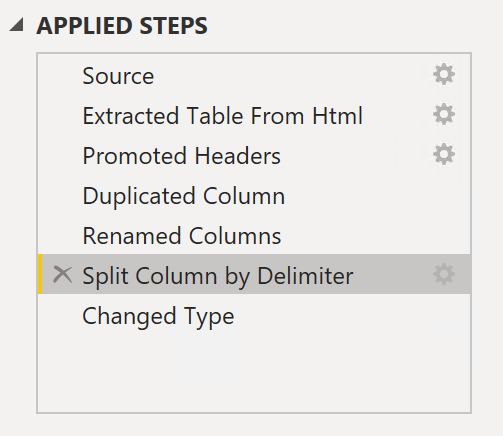 APPLIED STEPS
Source
Extracted Table From Html
Promoted Headers
Duplicated Column
Renamed Columns
Split Column by Delimiter
Changed Type